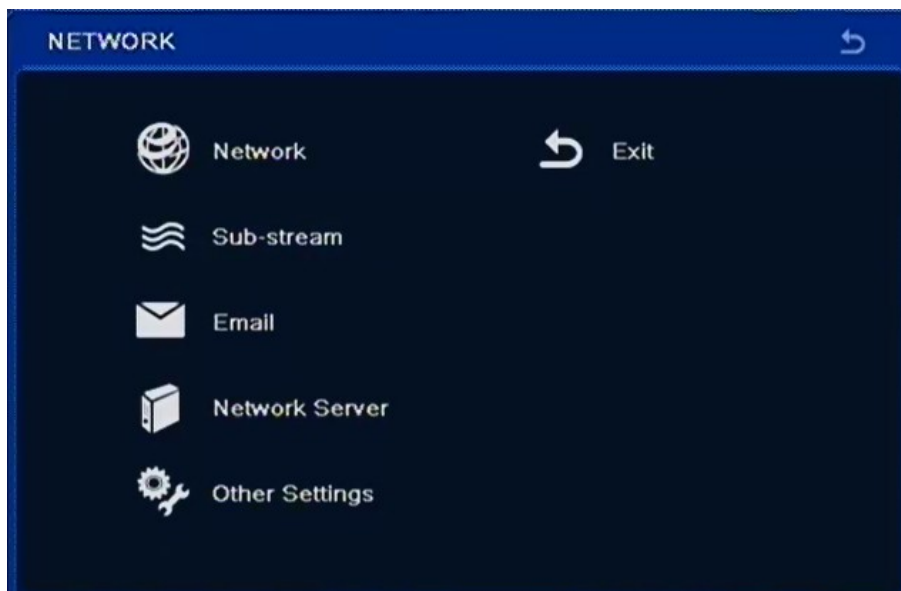 NETWORK
Network
Exit
Sub-stream
Email
Network Server
Other Settings